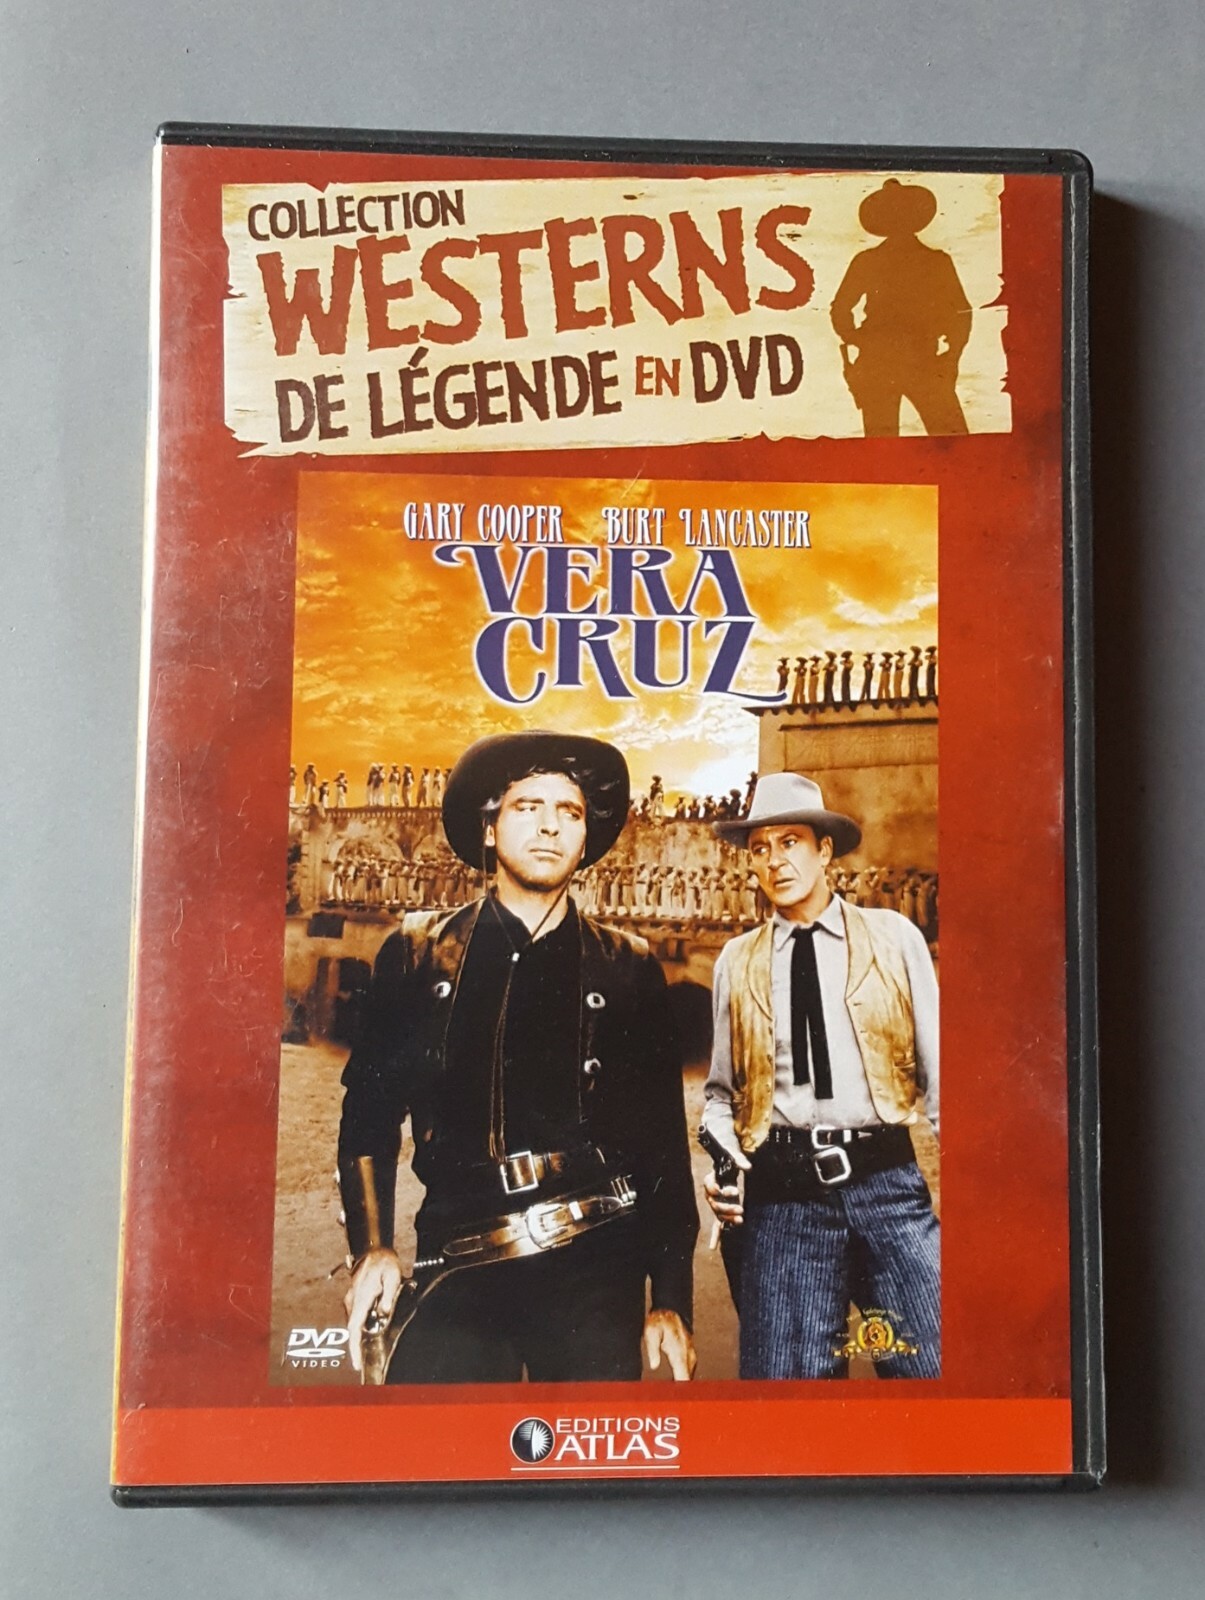 COLLECTION
WESTERNS
DE LÉGENDE EN DVD
GARY COOPER BURT LANCASTER
VERA
CRUZ
DVD
VIDEO
EDITIONS
ATLAS